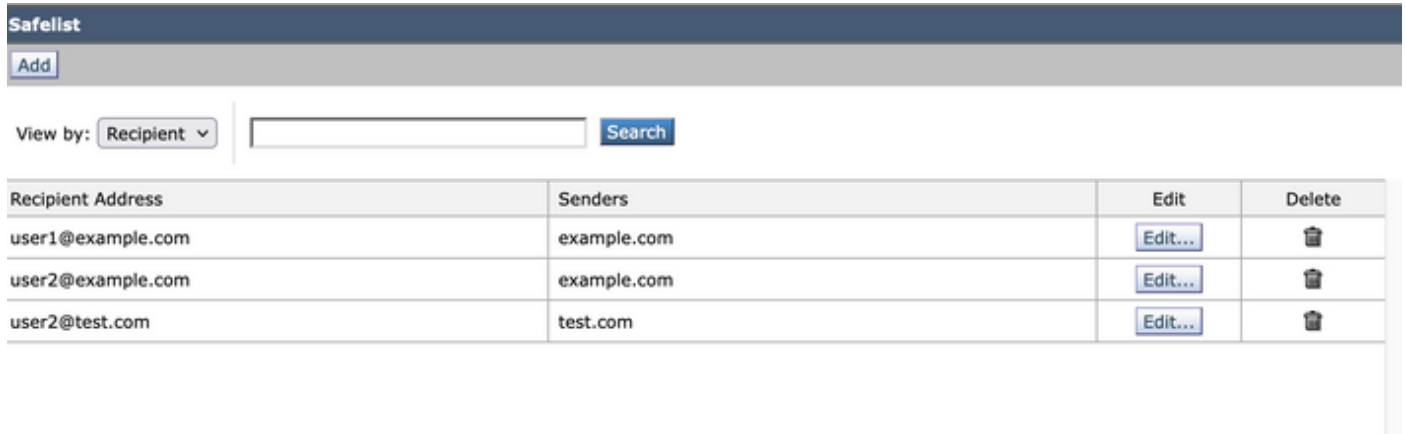 Safelist
Add
View by: Recipient Search
Recipient Address Senders Edit Delete
user1@example.com example.com Edit...
user2@example.com example.com Edit...
user2@test.com test.com Edit...